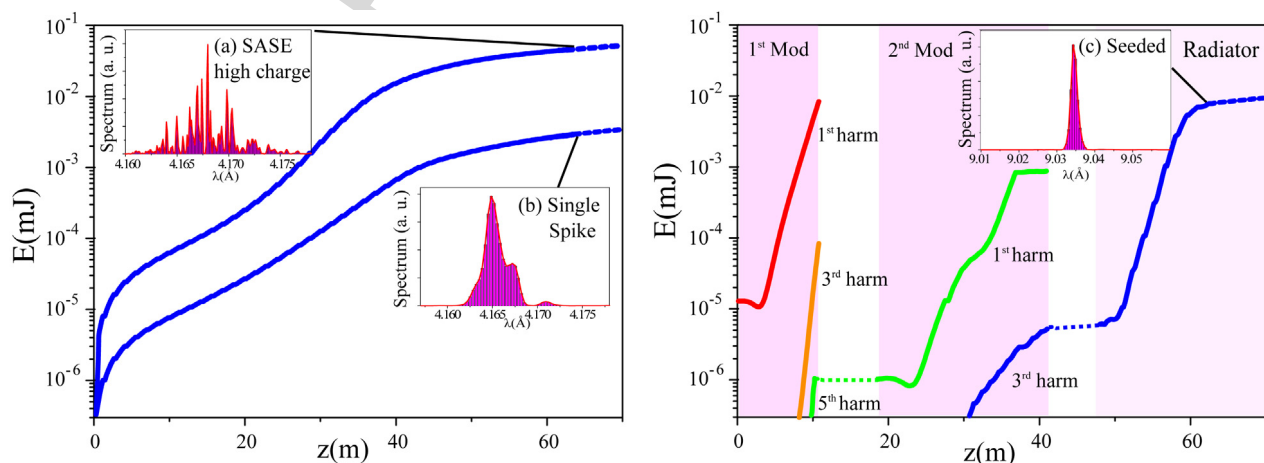 10⁻¹
10⁻²
10⁻³
10⁻⁴
10⁻⁵
10⁻⁶
E(mJ)
0
20
40
60
z(m)
(a) SASE
high charge
Spectrum (a. u.)
4.160
4.165
4.170
4.175
λ(Å)
(b) Single
Spike
Spectrum (a. u.)
4.160
4.165
4.170
4.175
λ(Å)
10⁻¹
10⁻²
10⁻³
10⁻⁴
10⁻⁵
10⁻⁶
E(mJ)
0
20
40
60
z(m)
1st Mod
2nd Mod
Radiator
(c) Seeded
Spectrum (a. u.)
9.01
9.02
9.03
9.04
9.05
λ(Å)
1st harm
3rd harm
5th harm
1st harm
3rd harm